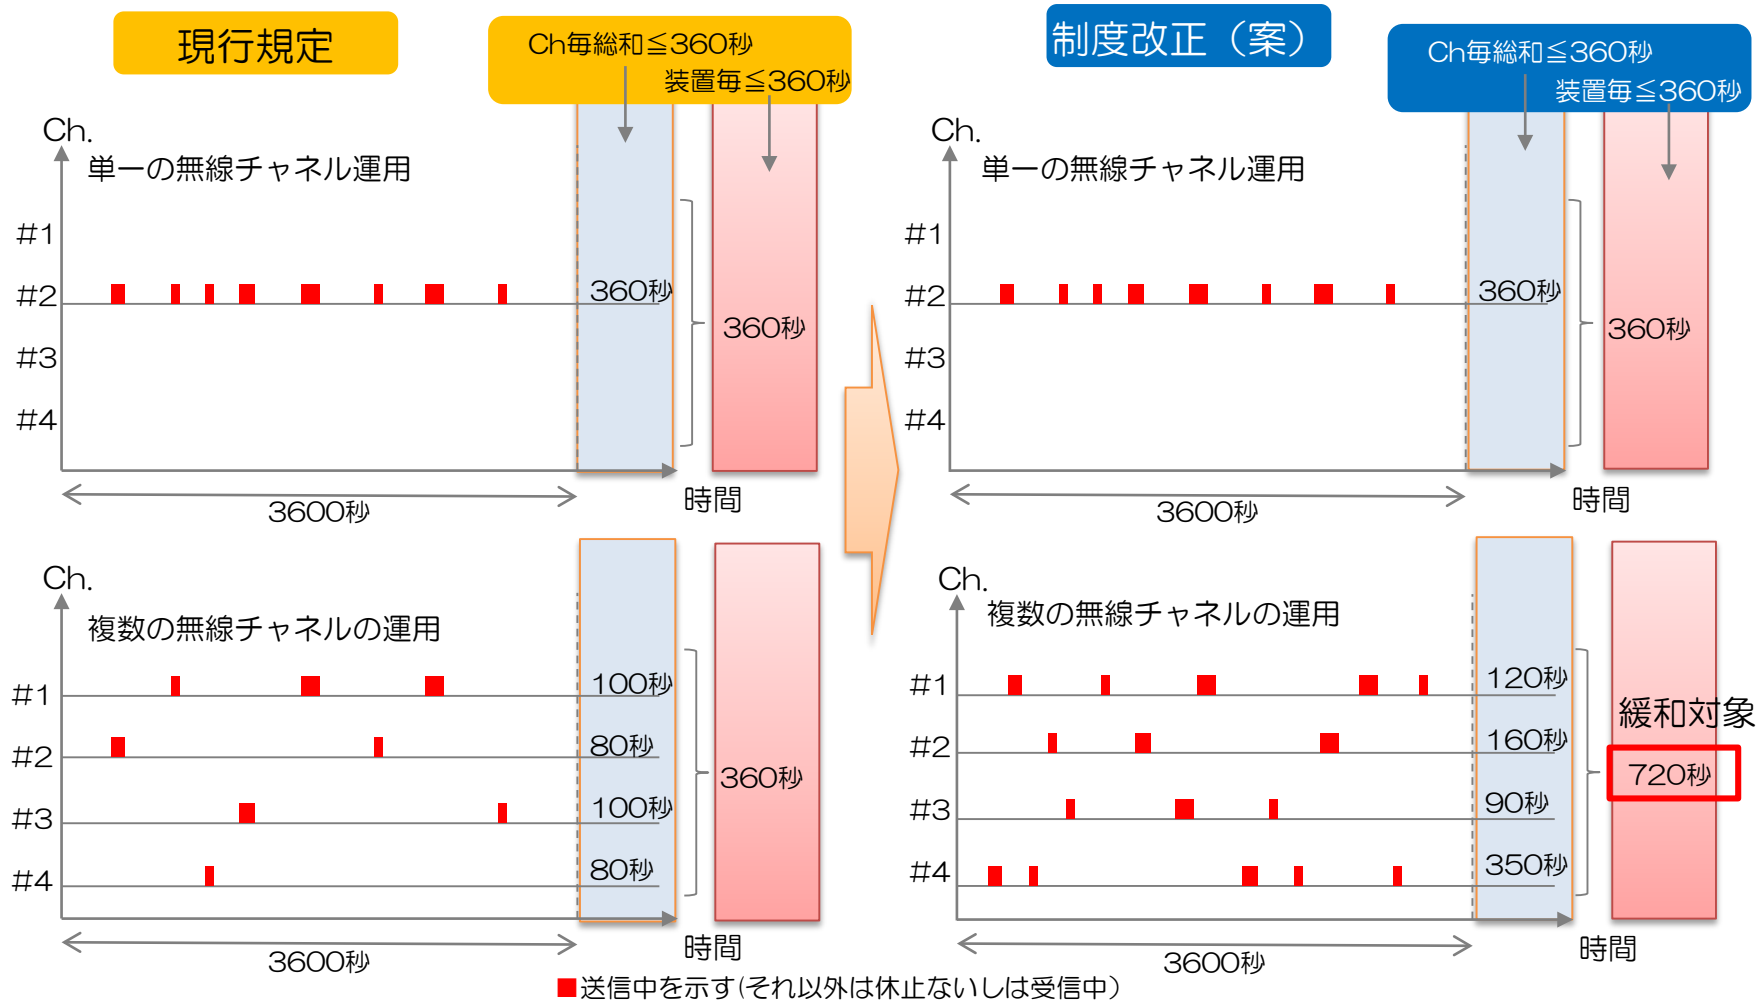 現行規定
Ch毎総和≦360秒
装置毎≦360秒
Ch.
単一の無線チャネル運用
#1
#2
360秒
360秒
#3
#4
3600秒
時間
Ch.
複数の無線チャネルの運用
#1
100秒
#2
80秒
360秒
#3
100秒
#4
80秒
3600秒
時間
制度改正（案）
Ch毎総和≦360秒
装置毎≦360秒
Ch.
単一の無線チャネル運用
#1
#2
360秒
360秒
#3
#4
3600秒
時間
Ch.
複数の無線チャネルの運用
#1
120秒
緩和対象
#2
160秒
720秒
#3
90秒
#4
350秒
3600秒
時間
送信中を示す(それ以外は休止ないしは受信中）